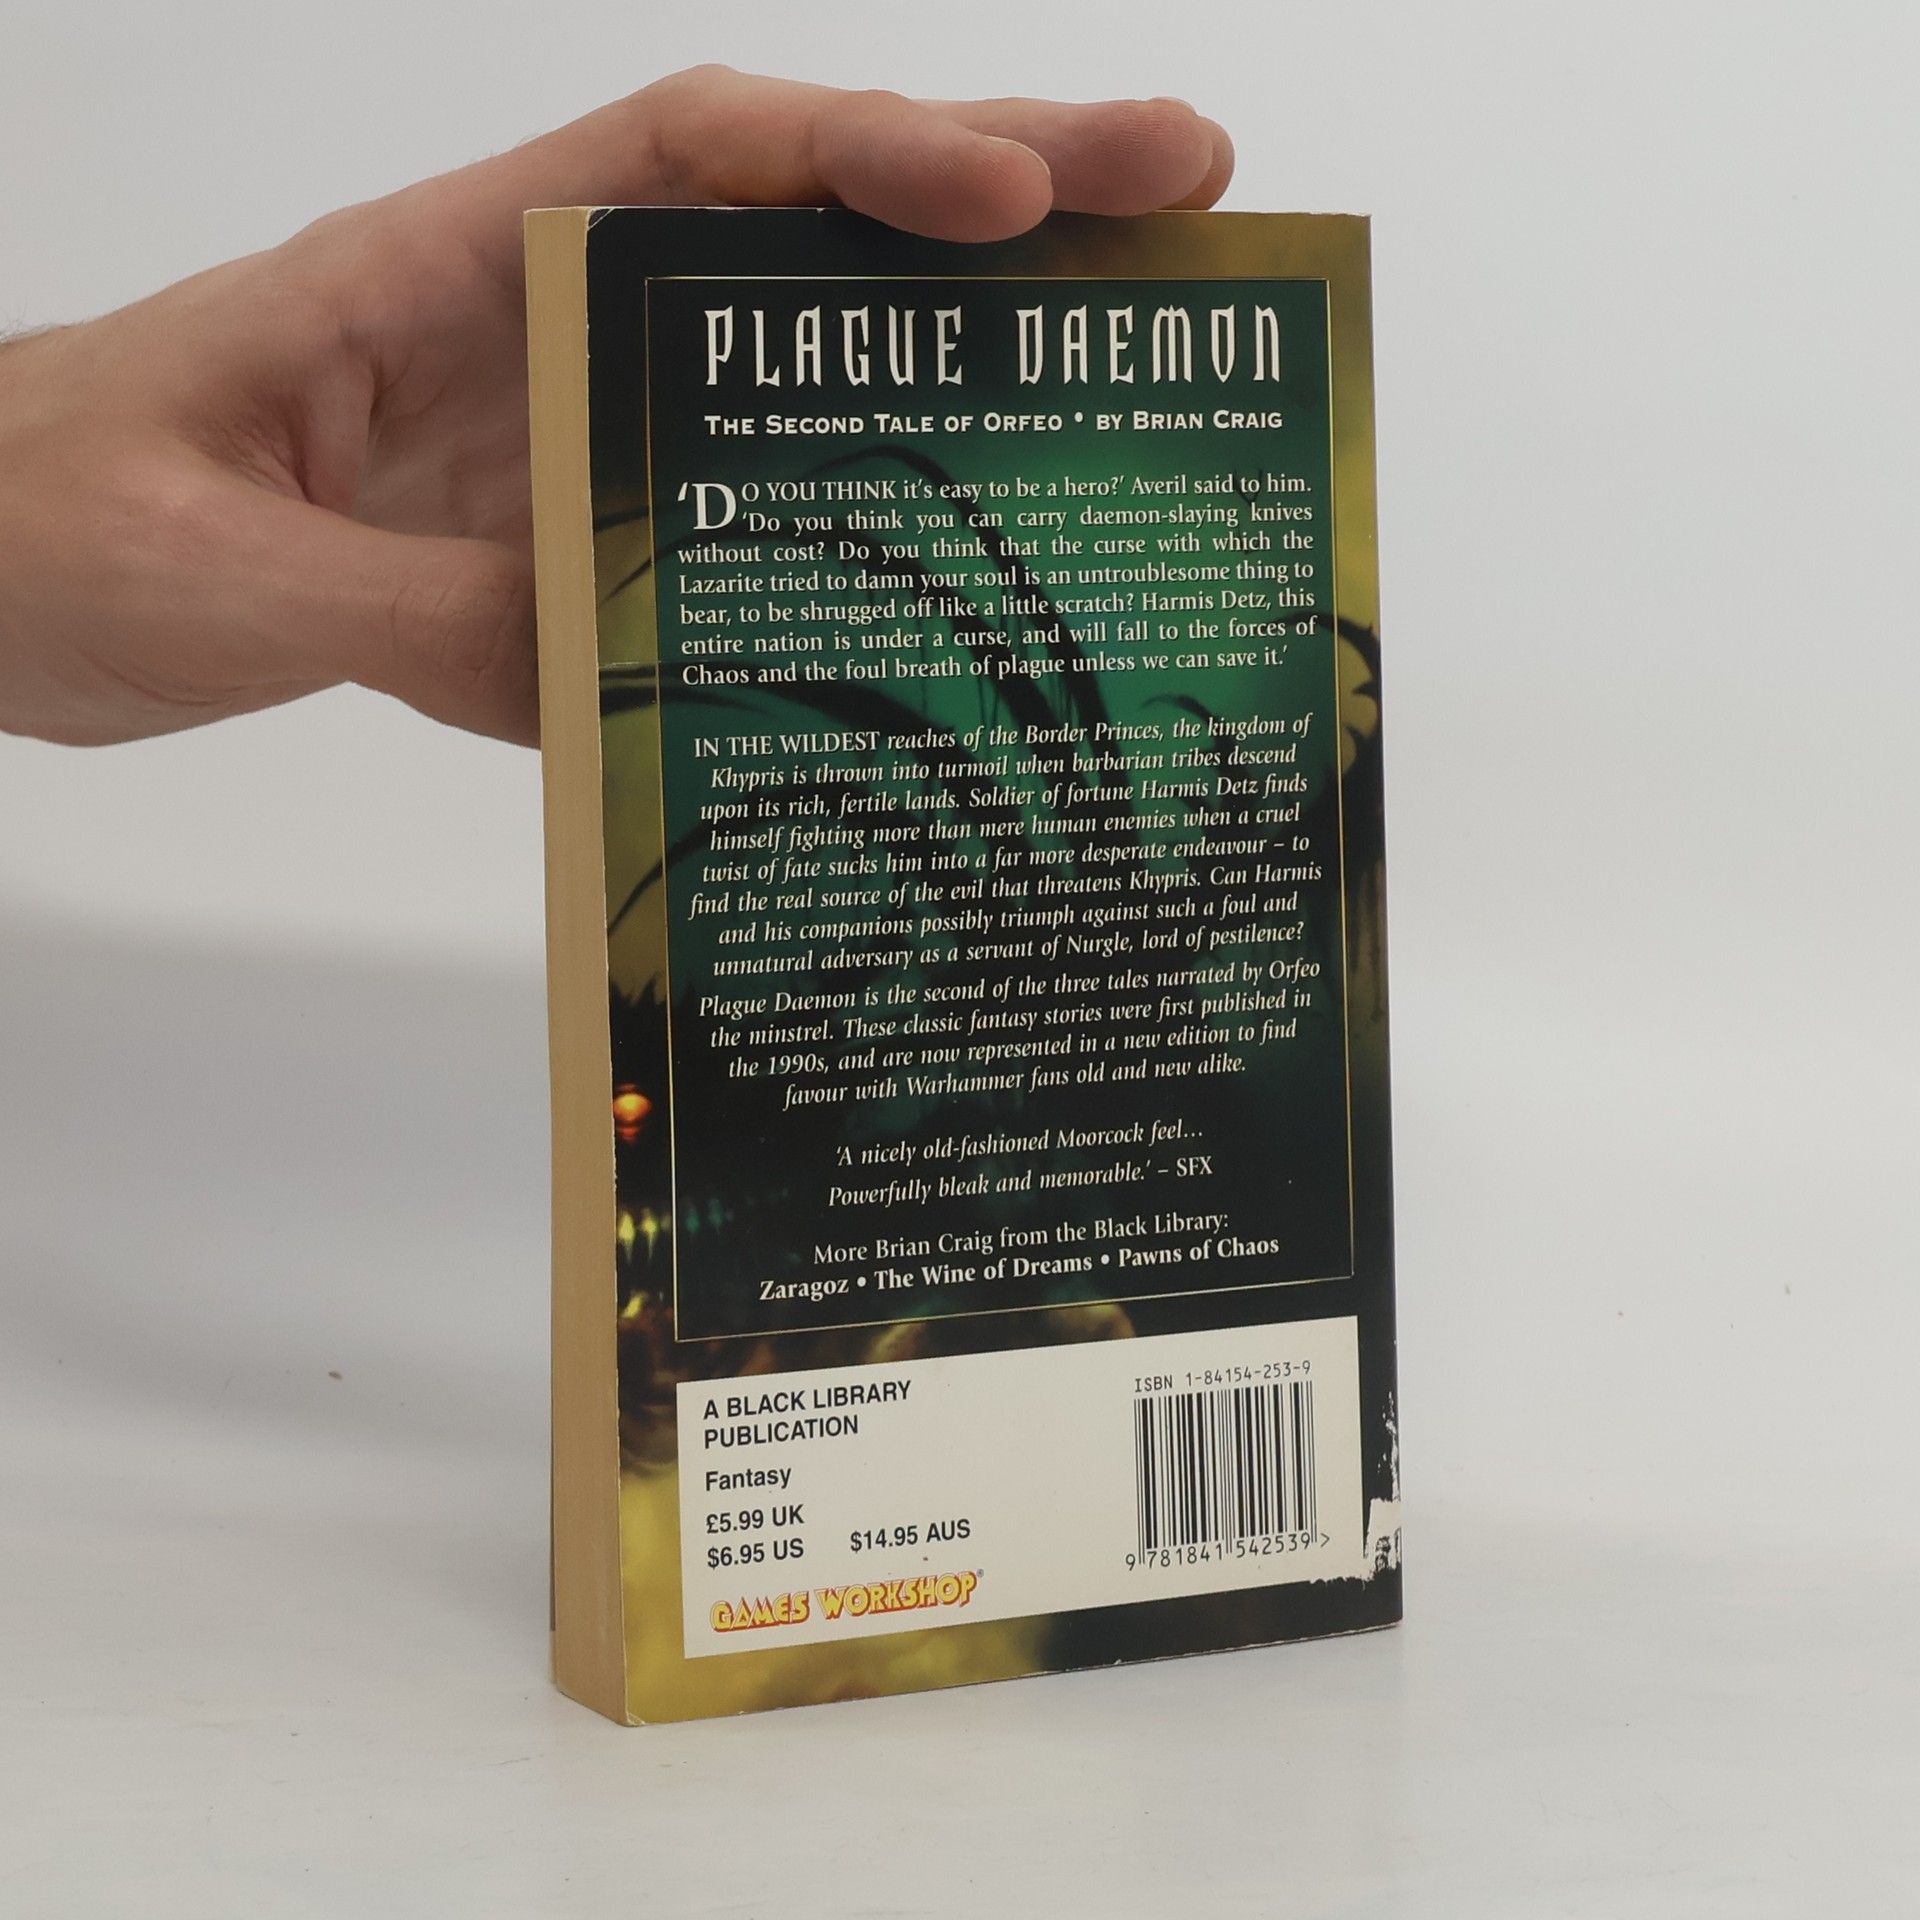 PLAGUE DAEMON
THE SECOND TALE OF ORFEO • BY BRIAN CRAIG
'DO YOU THINK it's easy to be a hero?' Averil said to him.
'Do you think you can carry daemon-slaying knives
without cost? Do you think that the curse with which the
Lazarite tried to damn your soul is an untroublesome thing to
bear, to be shrugged off like a little scratch? Harmis Detz, this
entire nation is under a curse, and will fall to the forces of
Chaos and the foul breath of plague unless we can save it.'
IN THE WILDEST reaches of the Border Princes, the kingdom of
Khypris is thrown into turmoil when barbarian tribes descend
upon its rich, fertile lands. Soldier of fortune Harmis Detz finds
himself fighting more than mere human enemies when a cruel
twist of fate sucks him into a far more desperate endeavour – to
find the real source of the evil that threatens Khypris. Can Harmis
and his companions possibly triumph against such a foul and
unnatural adversary as a servant of Nurgle, lord of pestilence?
Plague Daemon is the second of the three tales narrated by Orfeo
the minstrel. These classic fantasy stories were first published in
the 1990s, and are now represented in a new edition to find
favour with Warhammer fans old and new alike.
'A nicely old-fashioned Moorcock feel...
Powerfully bleak and memorable.' – SFX
More Brian Craig from the Black Library:
Zaragoz • The Wine of Dreams • Pawns of Chaos
A BLACK LIBRARY
PUBLICATION
Fantasy
£5.99 UK
$6.95 US $14.95 AUS
GAMES WORKSHOP®
ISBN 1-84154-253-9
9 781841 542539 >